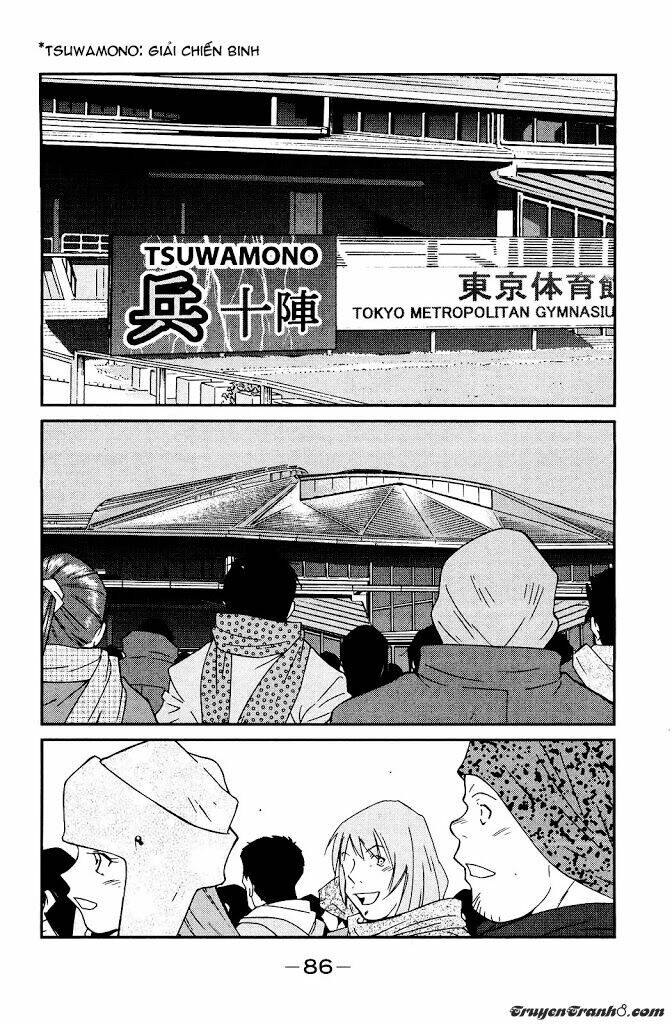 *TSUWAMONO: GIẢI CHIẾN BINH
TSUWAMONO
兵十陣
東京体育館
TOKYO METROPOLITAN GYMNASIU
-86-
TruyenTranh8.com